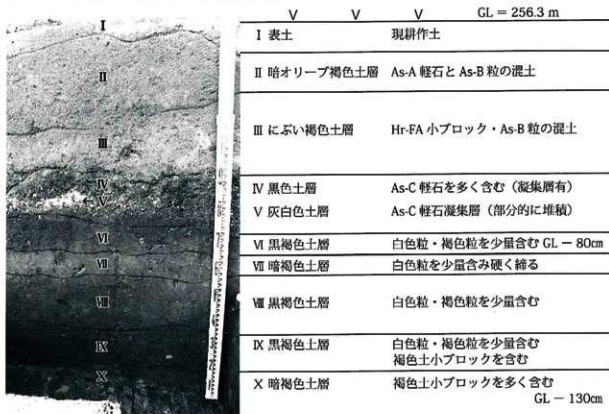 V V V GL = 256.3 m
Ⅰ 表土 現耕作土
Ⅱ 暗オリーブ褐色土層 As-A 軽石と As-B 粒の混土
Ⅲ にぶい褐色土層 Hr-FA 小ブロック・As-B 粒の混土
Ⅳ 黒色土層 As-C 軽石を多く含む（凝集層有）
Ⅴ 灰白色土層 As-C 軽石凝集層（部分的に堆積）
Ⅵ 黒褐色土層 白色粒・褐色粒を少量含む GL − 80㎝
Ⅶ 暗褐色土層 白色粒を少量含み硬く締る
Ⅷ 黒褐色土層 白色粒・褐色粒を少量含む
Ⅸ 黒褐色土層 白色粒・褐色粒を少量含む
褐色土小ブロックを含む
Ⅹ 暗褐色土層 褐色土小ブロックを多く含む
GL − 130㎝
Ⅰ
Ⅱ
Ⅲ
Ⅳ
Ⅴ
Ⅵ
Ⅶ
Ⅷ
Ⅸ
Ⅹ